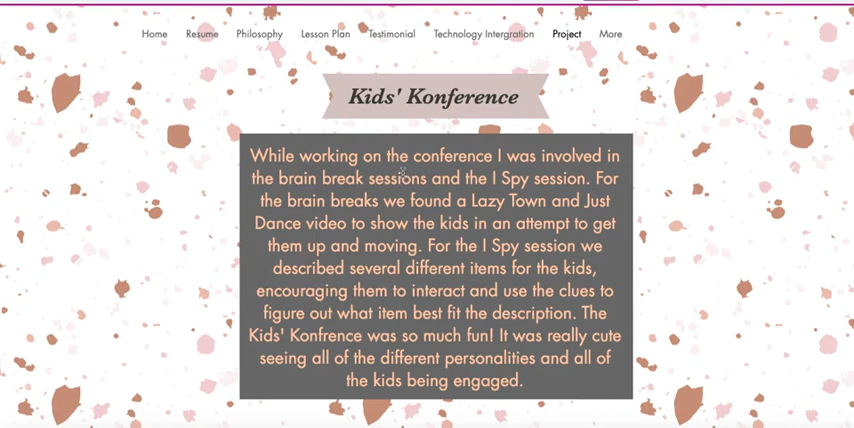 Home Resume Philosophy Lesson Plan Testimonial Technology Intergration Project More
Kids' Konference
While working on the conference I was involved in
the brain break sessions and the I Spy session. For
the brain breaks we found a Lazy Town and Just
Dance video to show the kids in an attempt to get
them up and moving. For the I Spy session we
described several different items for the kids,
encouraging them to interact and use the clues to
figure out what item best fit the description. The
Kids' Konfrence was so much fun! It was really cute
seeing all of the different personalities and all of
the kids being engaged.